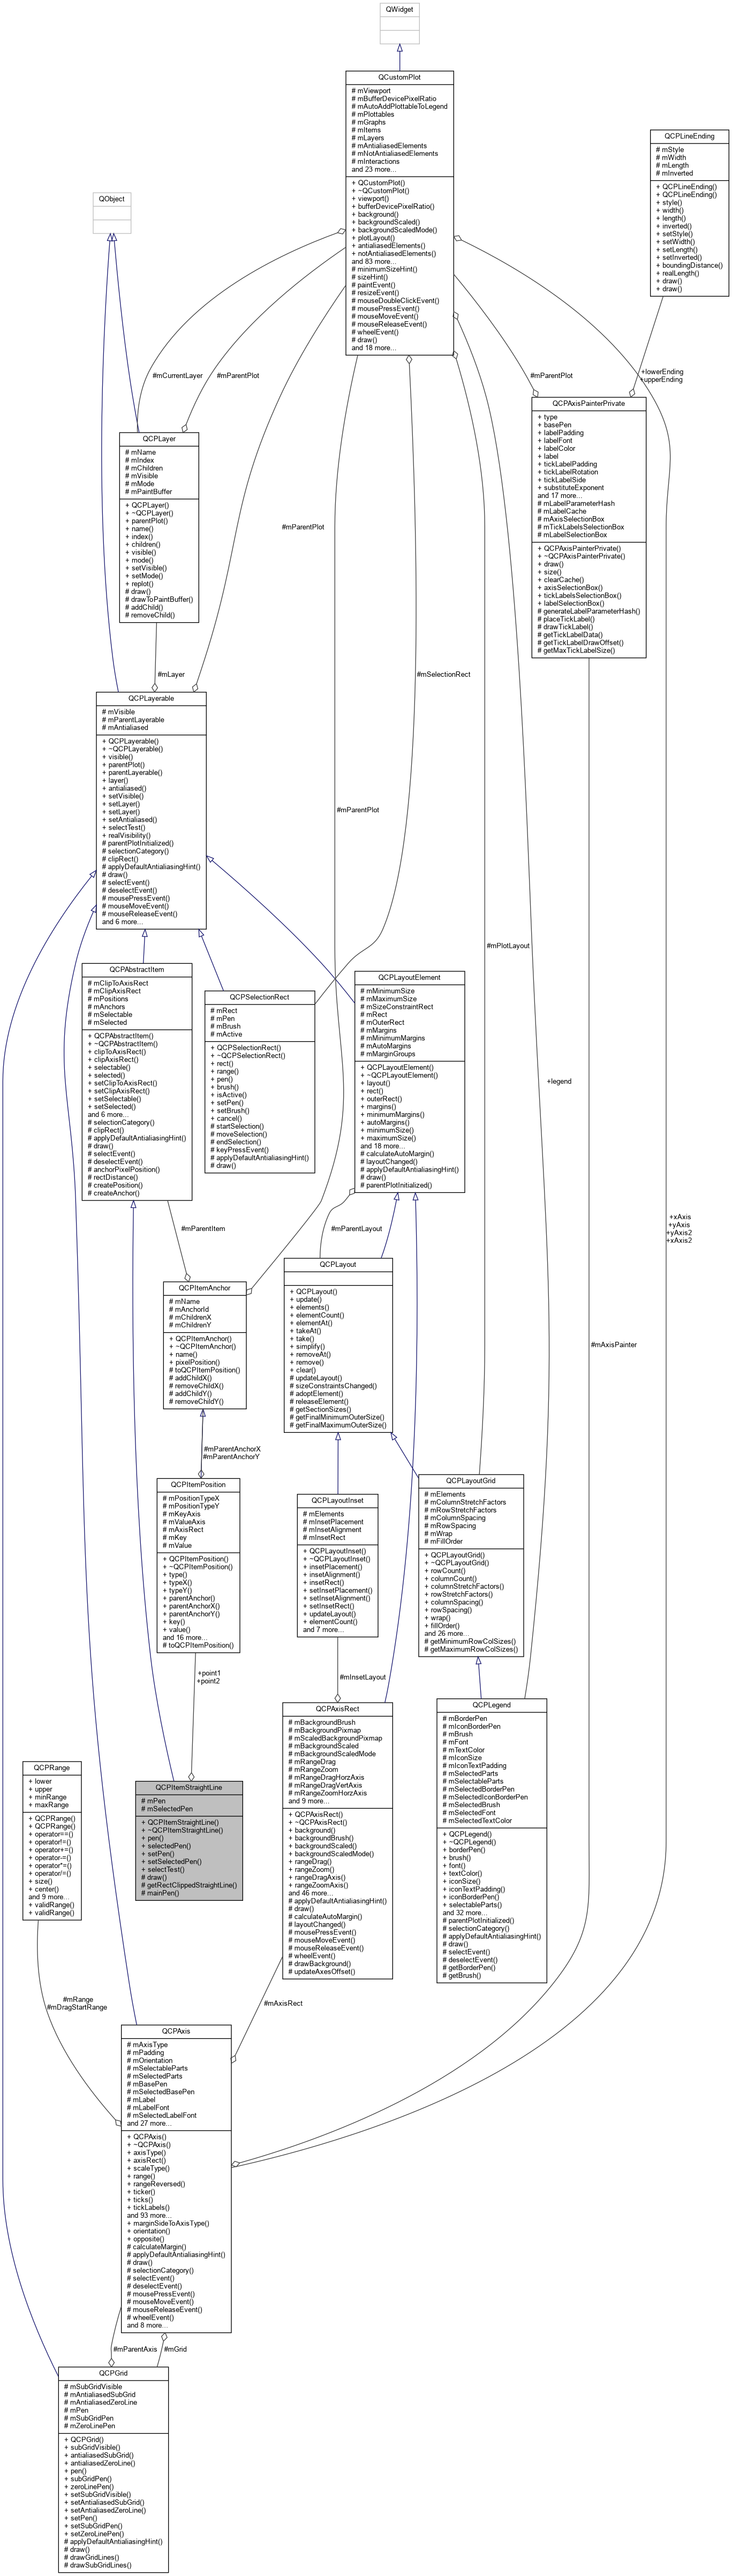 QWidget
QCustomPlot
# mViewport
# mBufferDevicePixelRatio
# mAutoAddPlottableToLegend
# mPlottables
# mGraphs
# mItems
# mLayers
# mAntialiasedElements
# mNotAntialiasedElements
# mInteractions
and 23 more...
+ QCustomPlot()
+ ~QCustomPlot()
+ viewport()
+ bufferDevicePixelRatio()
+ background()
+ backgroundScaled()
+ backgroundScaledMode()
+ plotLayout()
+ antialiasedElements()
+ notAntialiasedElements()
and 83 more...
# minimumSizeHint()
# sizeHint()
# paintEvent()
# resizeEvent()
# mouseDoubleClickEvent()
# mousePressEvent()
# mouseMoveEvent()
# mouseReleaseEvent()
# wheelEvent()
# draw()
and 18 more...
QCPLineEnding
# mStyle
# mWidth
# mLength
# mInverted
+ QCPLineEnding()
+ QCPLineEnding()
+ style()
+ width()
+ length()
+ inverted()
+ setStyle()
+ setWidth()
+ setLength()
+ setInverted()
+ boundingDistance()
+ realLength()
+ draw()
+ draw()
QObject
#mCurrentLayer
#mParentPlot
#mParentPlot
+lowerEnding
+upperEnding
QCPAxisPainterPrivate
+ type
+ basePen
+ labelPadding
+ labelFont
+ labelColor
+ label
+ tickLabelPadding
+ tickLabelRotation
+ tickLabelSide
+ substituteExponent
and 17 more...
# mLabelParameterHash
# mLabelCache
# mAxisSelectionBox
# mTickLabelsSelectionBox
# mLabelSelectionBox
+ QCPAxisPainterPrivate()
+ ~QCPAxisPainterPrivate()
+ draw()
+ size()
+ clearCache()
+ axisSelectionBox()
+ tickLabelsSelectionBox()
+ labelSelectionBox()
# generateLabelParameterHash()
# placeTickLabel()
# drawTickLabel()
# getTickLabelData()
# getTickLabelDrawOffset()
# getMaxTickLabelSize()
QCPLayer
# mName
# mIndex
# mChildren
# mVisible
# mMode
# mPaintBuffer
+ QCPLayer()
+ ~QCPLayer()
+ parentPlot()
+ name()
+ index()
+ children()
+ visible()
+ mode()
+ setVisible()
+ setMode()
+ replot()
# draw()
# drawToPaintBuffer()
# addChild()
# removeChild()
#mParentPlot
#mLayer
#mSelectionRect
QCPLayerable
# mVisible
# mParentLayerable
# mAntialiased
+ QCPLayerable()
+ ~QCPLayerable()
+ visible()
+ parentPlot()
+ parentLayerable()
+ layer()
+ antialiased()
+ setVisible()
+ setLayer()
+ setLayer()
+ setAntialiased()
+ selectTest()
+ realVisibility()
# parentPlotInitialized()
# selectionCategory()
# clipRect()
# applyDefaultAntialiasingHint()
# draw()
# selectEvent()
# deselectEvent()
# mousePressEvent()
# mouseMoveEvent()
# mouseReleaseEvent()
and 6 more...
#mParentPlot
#mPlotLayout
QCPAbstractItem
# mClipToAxisRect
# mClipAxisRect
# mPositions
# mAnchors
# mSelectable
# mSelected
+ QCPAbstractItem()
+ ~QCPAbstractItem()
+ clipToAxisRect()
+ clipAxisRect()
+ selectable()
+ selected()
+ setClipToAxisRect()
+ setClipAxisRect()
+ setSelectable()
+ setSelected()
and 6 more...
# selectionCategory()
# clipRect()
# applyDefaultAntialiasingHint()
# draw()
# selectEvent()
# deselectEvent()
# anchorPixelPosition()
# rectDistance()
# createPosition()
# createAnchor()
QCPSelectionRect
# mRect
# mPen
# mBrush
# mActive
+ QCPSelectionRect()
+ ~QCPSelectionRect()
+ rect()
+ range()
+ pen()
+ brush()
+ isActive()
+ setPen()
+ setBrush()
+ cancel()
# startSelection()
# moveSelection()
# endSelection()
# keyPressEvent()
# applyDefaultAntialiasingHint()
# draw()
QCPLayoutElement
# mMinimumSize
# mMaximumSize
# mSizeConstraintRect
# mRect
# mOuterRect
# mMargins
# mMinimumMargins
# mAutoMargins
# mMarginGroups
+ QCPLayoutElement()
+ ~QCPLayoutElement()
+ layout()
+ rect()
+ outerRect()
+ margins()
+ minimumMargins()
+ autoMargins()
+ minimumSize()
+ maximumSize()
and 18 more...
# calculateAutoMargin()
# layoutChanged()
# applyDefaultAntialiasingHint()
# draw()
# parentPlotInitialized()
+legend
+xAxis
+yAxis
+yAxis2
+xAxis2
#mParentItem
#mParentLayout
QCPItemAnchor
# mName
# mAnchorId
# mChildrenX
# mChildrenY
+ QCPItemAnchor()
+ ~QCPItemAnchor()
+ name()
+ pixelPosition()
# toQCPItemPosition()
# addChildX()
# removeChildX()
# addChildY()
# removeChildY()
QCPLayout
+ QCPLayout()
+ update()
+ elements()
+ elementCount()
+ elementAt()
+ takeAt()
+ take()
+ simplify()
+ removeAt()
+ remove()
+ clear()
# updateLayout()
# sizeConstraintsChanged()
# adoptElement()
# releaseElement()
# getSectionSizes()
# getFinalMinimumOuterSize()
# getFinalMaximumOuterSize()
#mAxisPainter
#mParentAnchorX
#mParentAnchorY
QCPItemPosition
# mPositionTypeX
# mPositionTypeY
# mKeyAxis
# mValueAxis
# mAxisRect
# mKey
# mValue
+ QCPItemPosition()
+ ~QCPItemPosition()
+ type()
+ typeX()
+ typeY()
+ parentAnchor()
+ parentAnchorX()
+ parentAnchorY()
+ key()
+ value()
and 16 more...
# toQCPItemPosition()
QCPLayoutInset
# mElements
# mInsetPlacement
# mInsetAlignment
# mInsetRect
+ QCPLayoutInset()
+ ~QCPLayoutInset()
+ insetPlacement()
+ insetAlignment()
+ insetRect()
+ setInsetPlacement()
+ setInsetAlignment()
+ setInsetRect()
+ updateLayout()
+ elementCount()
and 7 more...
QCPLayoutGrid
# mElements
# mColumnStretchFactors
# mRowStretchFactors
# mColumnSpacing
# mRowSpacing
# mWrap
# mFillOrder
+ QCPLayoutGrid()
+ ~QCPLayoutGrid()
+ rowCount()
+ columnCount()
+ columnStretchFactors()
+ rowStretchFactors()
+ columnSpacing()
+ rowSpacing()
+ wrap()
+ fillOrder()
and 26 more...
# getMinimumRowColSizes()
# getMaximumRowColSizes()
+point1
+point2
#mInsetLayout
QCPRange
+ lower
+ upper
+ minRange
+ maxRange
+ QCPRange()
+ QCPRange()
+ operator==()
+ operator!=()
+ operator+=()
+ operator-=()
+ operator*=()
+ operator/=()
+ size()
+ center()
and 9 more...
+ validRange()
+ validRange()
QCPItemStraightLine
# mPen
# mSelectedPen
+ QCPItemStraightLine()
+ ~QCPItemStraightLine()
+ pen()
+ selectedPen()
+ setPen()
+ setSelectedPen()
+ selectTest()
# draw()
# getRectClippedStraightLine()
# mainPen()
QCPAxisRect
# mBackgroundBrush
# mBackgroundPixmap
# mScaledBackgroundPixmap
# mBackgroundScaled
# mBackgroundScaledMode
# mRangeDrag
# mRangeZoom
# mRangeDragHorzAxis
# mRangeDragVertAxis
# mRangeZoomHorzAxis
and 9 more...
+ QCPAxisRect()
+ ~QCPAxisRect()
+ background()
+ backgroundBrush()
+ backgroundScaled()
+ backgroundScaledMode()
+ rangeDrag()
+ rangeZoom()
+ rangeDragAxis()
+ rangeZoomAxis()
and 46 more...
# applyDefaultAntialiasingHint()
# draw()
# calculateAutoMargin()
# layoutChanged()
# mousePressEvent()
# mouseMoveEvent()
# mouseReleaseEvent()
# wheelEvent()
# drawBackground()
# updateAxesOffset()
QCPLegend
# mBorderPen
# mIconBorderPen
# mBrush
# mFont
# mTextColor
# mIconSize
# mIconTextPadding
# mSelectedParts
# mSelectableParts
# mSelectedBorderPen
# mSelectedIconBorderPen
# mSelectedBrush
# mSelectedFont
# mSelectedTextColor
+ QCPLegend()
+ ~QCPLegend()
+ borderPen()
+ brush()
+ font()
+ textColor()
+ iconSize()
+ iconTextPadding()
+ iconBorderPen()
+ selectableParts()
and 32 more...
# parentPlotInitialized()
# selectionCategory()
# applyDefaultAntialiasingHint()
# draw()
# selectEvent()
# deselectEvent()
# getBorderPen()
# getBrush()
#mRange
#mDragStartRange
#mAxisRect
QCPAxis
# mAxisType
# mPadding
# mOrientation
# mSelectableParts
# mSelectedParts
# mBasePen
# mSelectedBasePen
# mLabel
# mLabelFont
# mSelectedLabelFont
and 27 more...
+ QCPAxis()
+ ~QCPAxis()
+ axisType()
+ axisRect()
+ scaleType()
+ range()
+ rangeReversed()
+ ticker()
+ ticks()
+ tickLabels()
and 93 more...
+ marginSideToAxisType()
+ orientation()
+ opposite()
# calculateMargin()
# applyDefaultAntialiasingHint()
# draw()
# selectionCategory()
# selectEvent()
# deselectEvent()
# mousePressEvent()
# mouseMoveEvent()
# mouseReleaseEvent()
# wheelEvent()
and 8 more...
#mParentAxis
#mGrid
QCPGrid
# mSubGridVisible
# mAntialiasedSubGrid
# mAntialiasedZeroLine
# mPen
# mSubGridPen
# mZeroLinePen
+ QCPGrid()
+ subGridVisible()
+ antialiasedSubGrid()
+ antialiasedZeroLine()
+ pen()
+ subGridPen()
+ zeroLinePen()
+ setSubGridVisible()
+ setAntialiasedSubGrid()
+ setAntialiasedZeroLine()
+ setPen()
+ setSubGridPen()
+ setZeroLinePen()
# applyDefaultAntialiasingHint()
# draw()
# drawGridLines()
# drawSubGridLines()